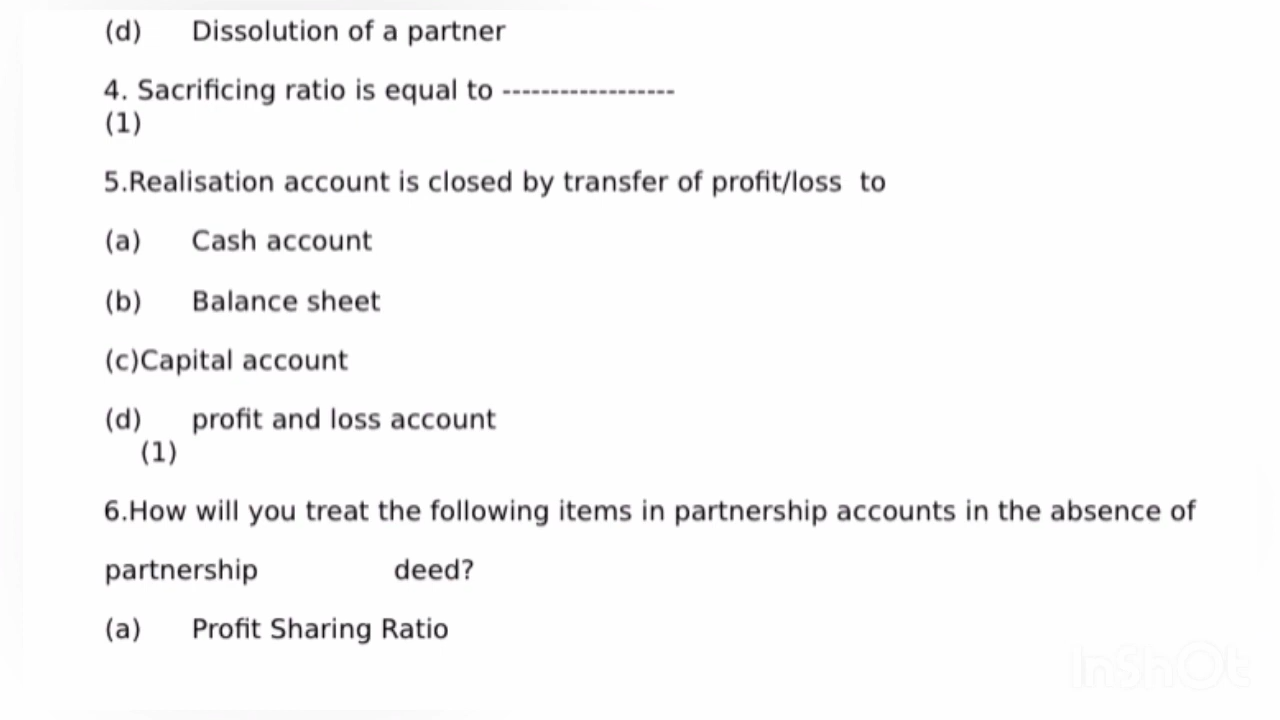 (d) Dissolution of a partner
4. Sacrificing ratio is equal to ------------------
(1)
5.Realisation account is closed by transfer of profit/loss to
(a) Cash account
(b) Balance sheet
(c)Capital account
(d) profit and loss account
(1)
6.How will you treat the following items in partnership accounts in the absence of
partnership deed?
(a) Profit Sharing Ratio
InShOt